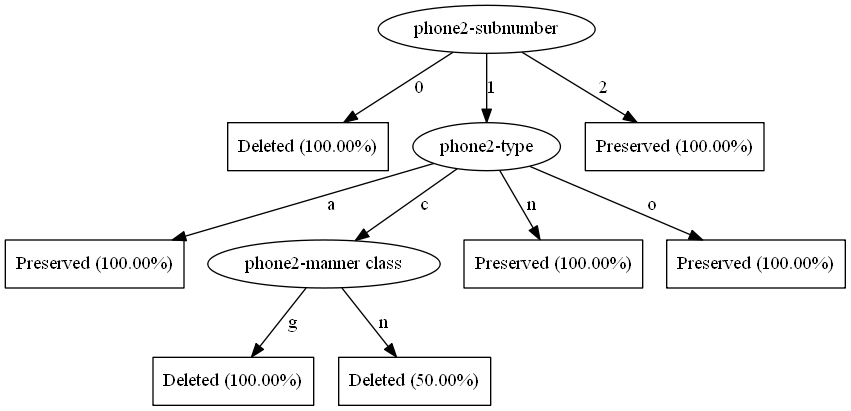 phone2-subnumber
0
1
2
Deleted (100.00%)
phone2-type
Preserved (100.00%)
a
c
n
o
Preserved (100.00%)
phone2-manner class
Preserved (100.00%)
Preserved (100.00%)
g
n
Deleted (100.00%)
Deleted (50.00%)